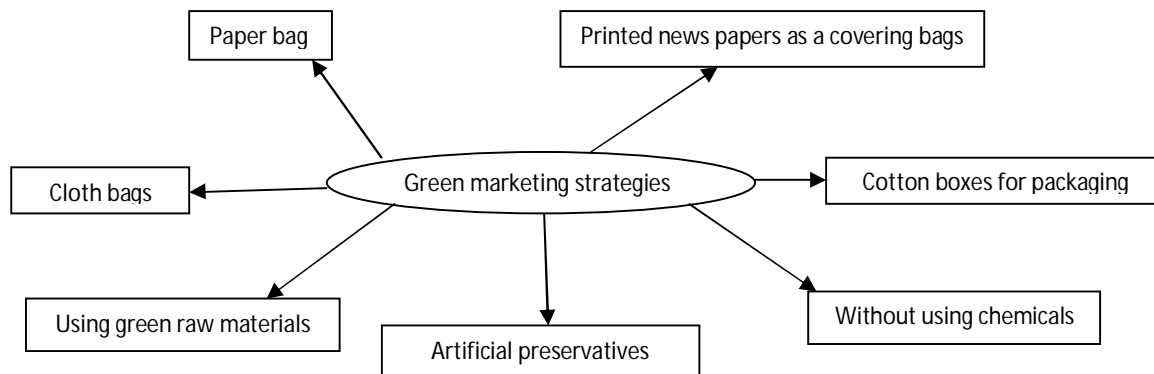 Paper bag
Printed news papers as a covering bags
Cloth bags
Green marketing strategies
Cotton boxes for packaging
Using green raw materials
Artificial preservatives
Without using chemicals